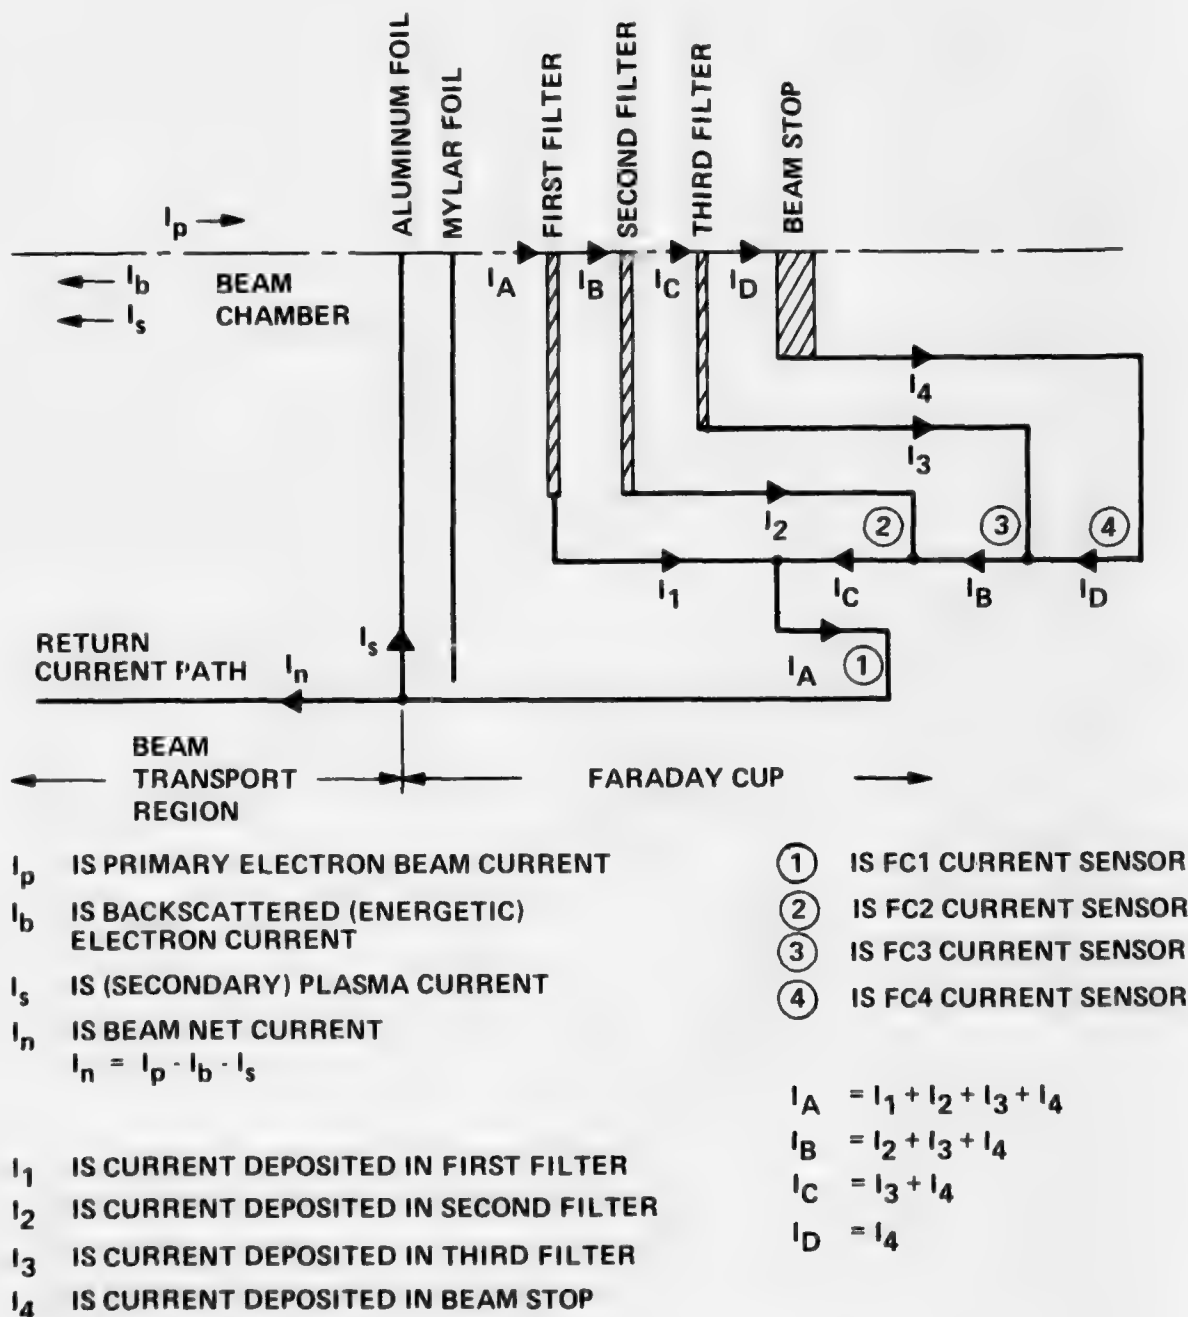 ALUMINUM FOIL
MYLAR FOIL
FIRST FILTER
SECOND FILTER
THIRD FILTER
BEAM STOP
Ip
Ib
Is
BEAM
CHAMBER
IA
IB
IC
ID
I4
I3
I2
2
3
4
I1
IC
IB
ID
RETURN
CURRENT PATH
In
Is
IA
1
BEAM
TRANSPORT
REGION
FARADAY CUP
Ip IS PRIMARY ELECTRON BEAM CURRENT
Ib IS BACKSCATTERED (ENERGETIC)
ELECTRON CURRENT
Is IS (SECONDARY) PLASMA CURRENT
In IS BEAM NET CURRENT
In = Ip - Ib - Is
I1 IS CURRENT DEPOSITED IN FIRST FILTER
I2 IS CURRENT DEPOSITED IN SECOND FILTER
I3 IS CURRENT DEPOSITED IN THIRD FILTER
I4 IS CURRENT DEPOSITED IN BEAM STOP
1 IS FC1 CURRENT SENSOR
2 IS FC2 CURRENT SENSOR
3 IS FC3 CURRENT SENSOR
4 IS FC4 CURRENT SENSOR
IA = I1 + I2 + I3 + I4
IB = I2 + I3 + I4
IC = I3 + I4
ID = I4